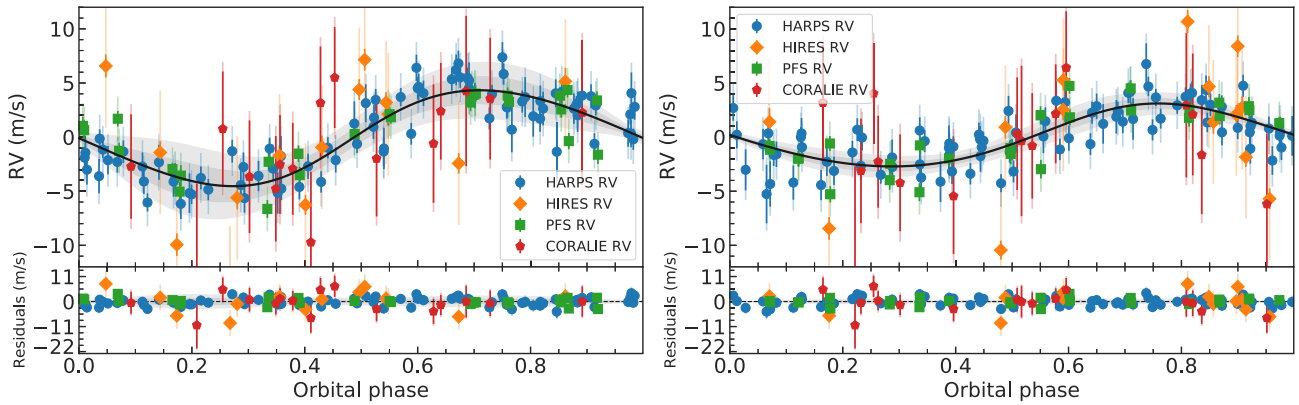 10
5
0
−5
−10
RV (m/s)
HARPS RV
HIRES RV
PFS RV
CORALIE RV
11
0
−11
−22
Residuals (m/s)
0.0
0.2
0.4
0.6
0.8
Orbital phase
10
5
0
−5
−10
RV (m/s)
HARPS RV
HIRES RV
PFS RV
CORALIE RV
11
0
−11
−22
Residuals (m/s)
0.0
0.2
0.4
0.6
0.8
1.0
Orbital phase